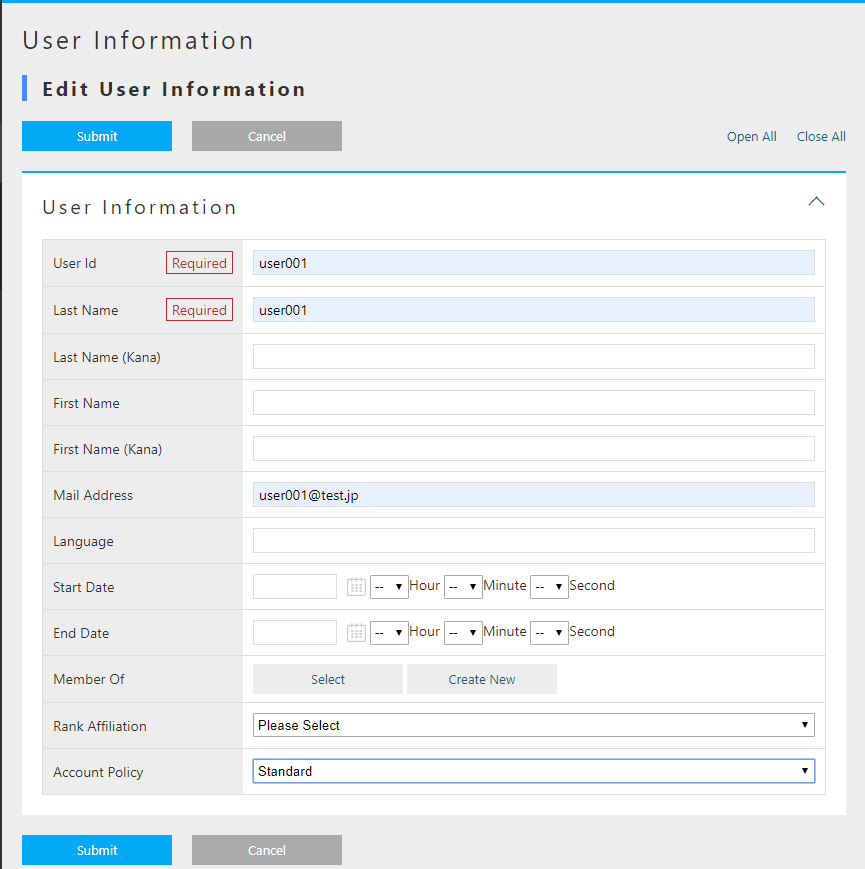 User Information
Edit User Information
Submit Cancel Open All Close All
User Information
User Id Required user001
Last Name Required user001
Last Name (Kana)
First Name
First Name (Kana)
Mail Address user001@test.jp
Language
Start Date -- Hour -- Minute -- Second
End Date -- Hour -- Minute -- Second
Member Of Select Create New
Rank Affiliation Please Select
Account Policy Standard
Submit Cancel